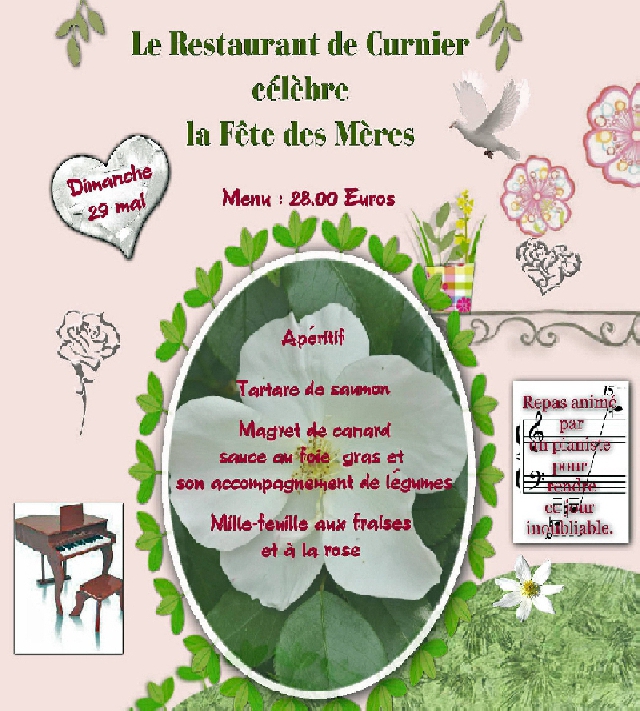 Le Restaurant de Curnier
célèbre
la Fête des Mères
Dimanche
29 mai
Menu : 28.00 Euros
Apéritif
Tartare de saumon
Magret de canard
sauce au foie gras et
son accompagnement de légumes
Mille-feuille aux fraises
et à la rose
Repas animé
par
un pianiste
pour
rendre
ce jour
inoubliable.
15